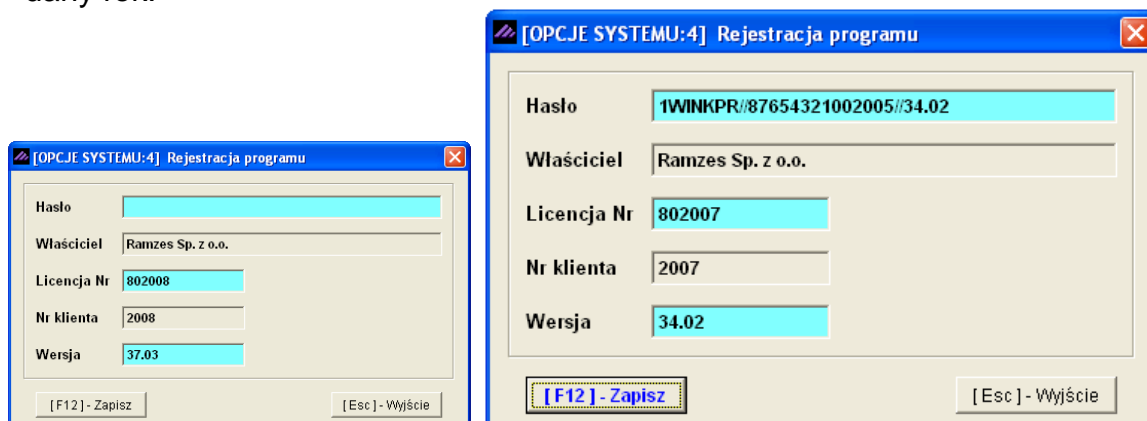 dany rok.
[OPCJE SYSTEMU:4] Rejestracja programu
Hasło
Właściciel Ramzes Sp. z o.o.
Licencja Nr 802008
Nr klienta 2008
Wersja 37.03
[ F12 ] - Zapisz [ Esc ] - Wyjście
[OPCJE SYSTEMU:4] Rejestracja programu
Hasło 1WINKPR//87654321002005//34.02
Właściciel Ramzes Sp. z o.o.
Licencja Nr 802007
Nr klienta 2007
Wersja 34.02
[ F12 ] - Zapisz [ Esc ] - Wyjście